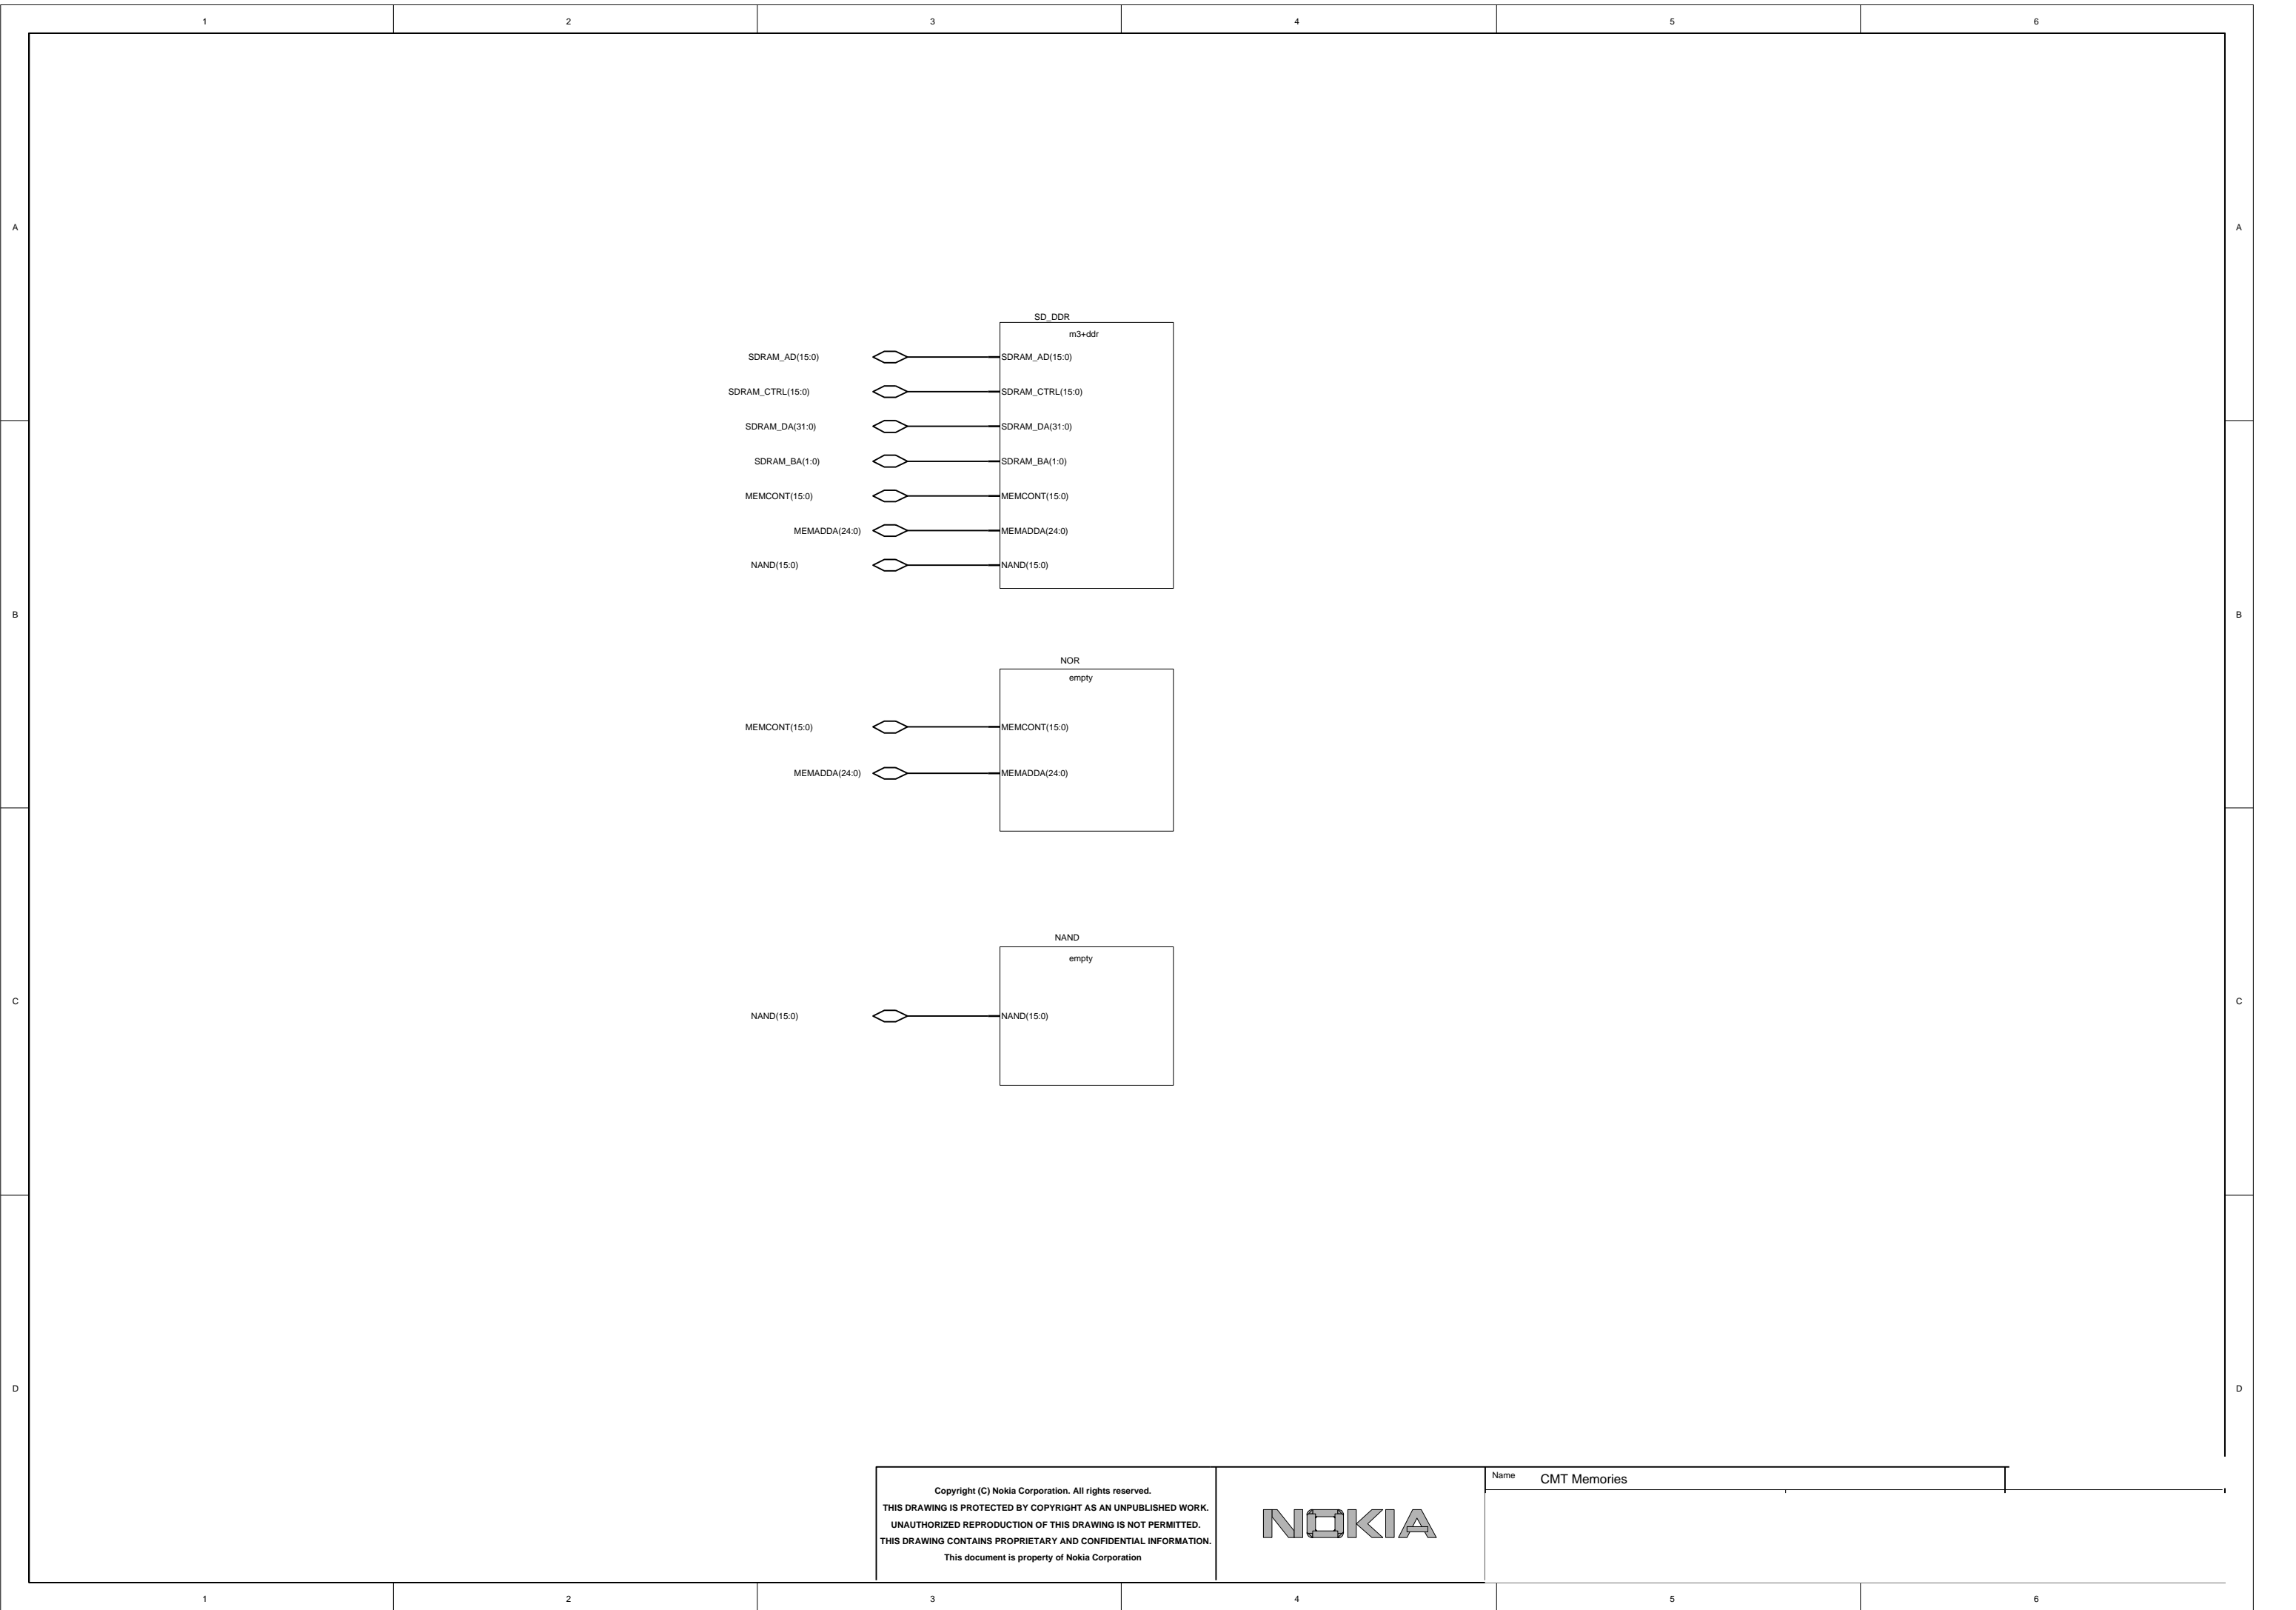 1 2 3 4 5 6
A A
SD_DDR
m3+ddr
SDRAM_AD(15:0) SDRAM_AD(15:0)
SDRAM_CTRL(15:0) SDRAM_CTRL(15:0)
SDRAM_DA(31:0) SDRAM_DA(31:0)
SDRAM_BA(1:0) SDRAM_BA(1:0)
MEMCONT(15:0) MEMCONT(15:0)
MEMADDA(24:0) MEMADDA(24:0)
NAND(15:0) NAND(15:0)
B B
NOR
empty
MEMCONT(15:0) MEMCONT(15:0)
MEMADDA(24:0) MEMADDA(24:0)
NAND
empty
C C
NAND(15:0) NAND(15:0)
D D
Copyright (C) Nokia Corporation. All rights reserved.
THIS DRAWING IS PROTECTED BY COPYRIGHT AS AN UNPUBLISHED WORK.
UNAUTHORIZED REPRODUCTION OF THIS DRAWING IS NOT PERMITTED.
THIS DRAWING CONTAINS PROPRIETARY AND CONFIDENTIAL INFORMATION.
This document is property of Nokia Corporation
NOKIA
Name CMT Memories
1 2 3 4 5 6